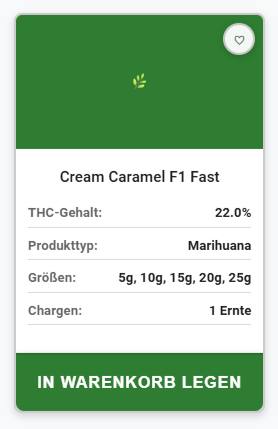 Cream Caramel F1 Fast
THC-Gehalt: 22.0%
Produkttyp: Marihuana
Größen: 5g, 10g, 15g, 20g, 25g
Chargen: 1 Ernte
IN WARENKORB LEGEN